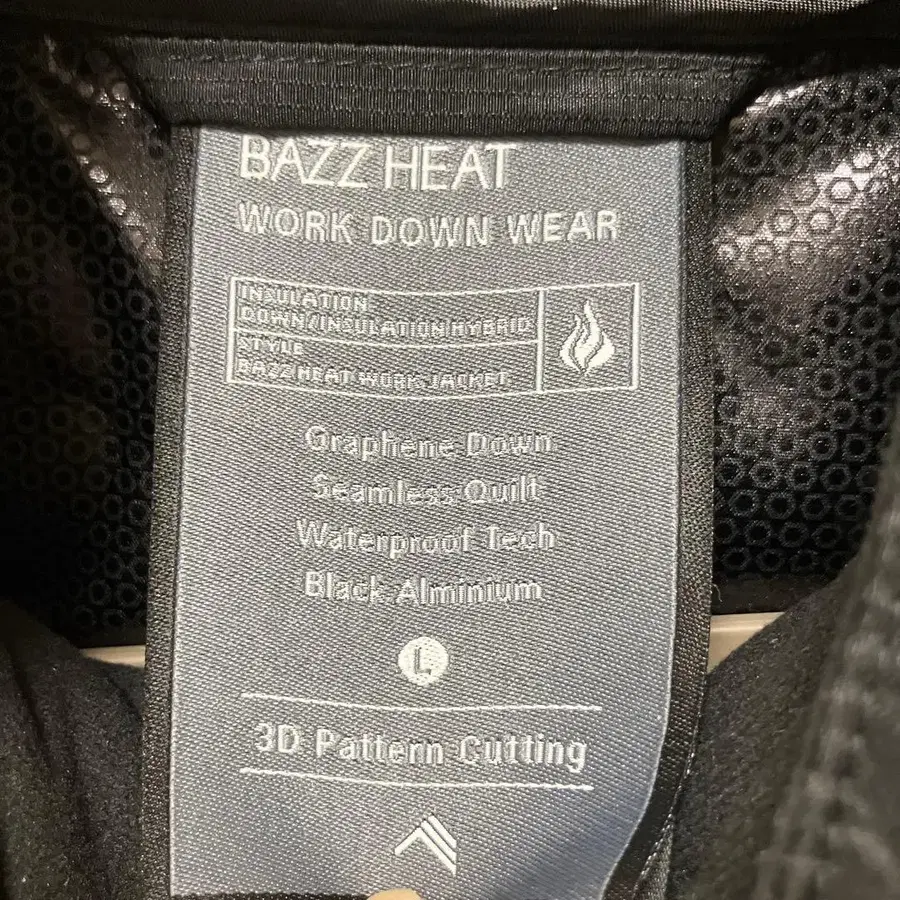 BAZZ HEAT
WORK DOWN WEAR
INSULATION
DOWN/INSULATION HYBRID
STYLE
BAZZ HEAT WORK JACKET
Graphene Down
Seamless Quilt
Waterproof Tech
Black Alminium
L
3D Pattern Cutting